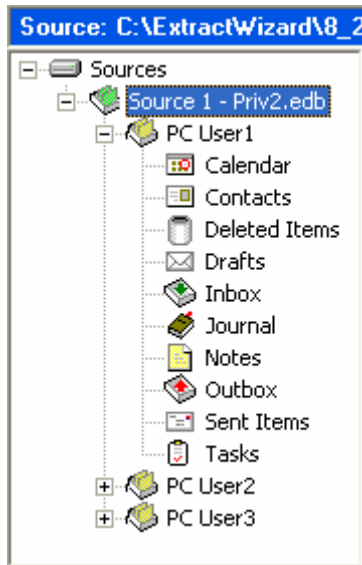 Source: C:\ExtractWizard\8_2
Sources
Source 1 - Priv2.edb
PC User1
Calendar
Contacts
Deleted Items
Drafts
Inbox
Journal
Notes
Outbox
Sent Items
Tasks
PC User2
PC User3